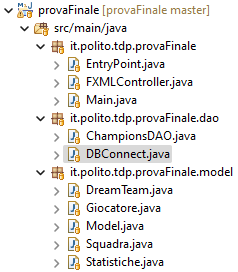 provaFinale [provaFinale master]
src/main/java
it.polito.tdp.provaFinale
EntryPoint.java
FXMLController.java
Main.java
it.polito.tdp.provaFinale.dao
ChampionsDAO.java
DBConnect.java
it.polito.tdp.provaFinale.model
DreamTeam.java
Giocatore.java
Model.java
Squadra.java
Statistiche.java